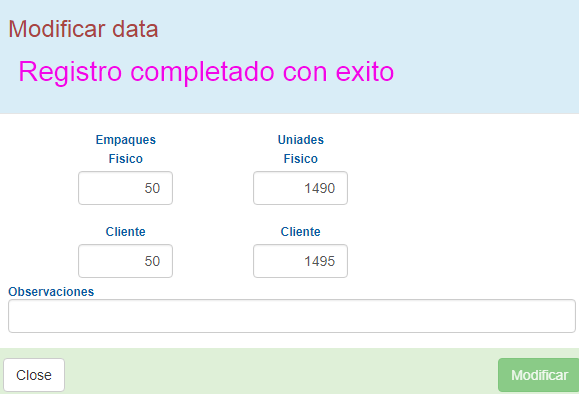 Modificar data
Registro completado con exito
Empaques Uniades
Fisico Fisico
50 1490
Cliente Cliente
50 1495
Observaciones
Close Modificar